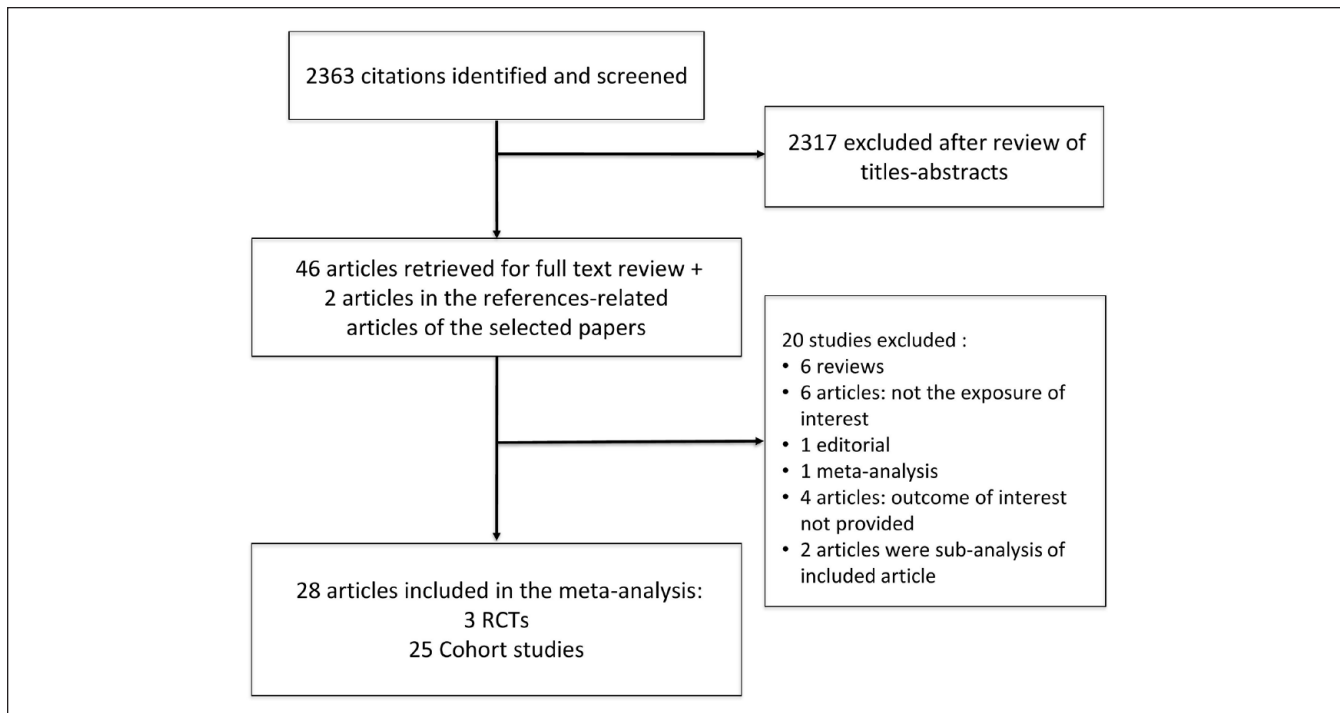 2363 citations identified and screened
2317 excluded after review of
titles-abstracts
46 articles retrieved for full text review +
2 articles in the references-related
articles of the selected papers
20 studies excluded :
• 6 reviews
• 6 articles: not the exposure of
interest
• 1 editorial
• 1 meta-analysis
• 4 articles: outcome of interest
not provided
• 2 articles were sub-analysis of
included article
28 articles included in the meta-analysis:
3 RCTs
25 Cohort studies